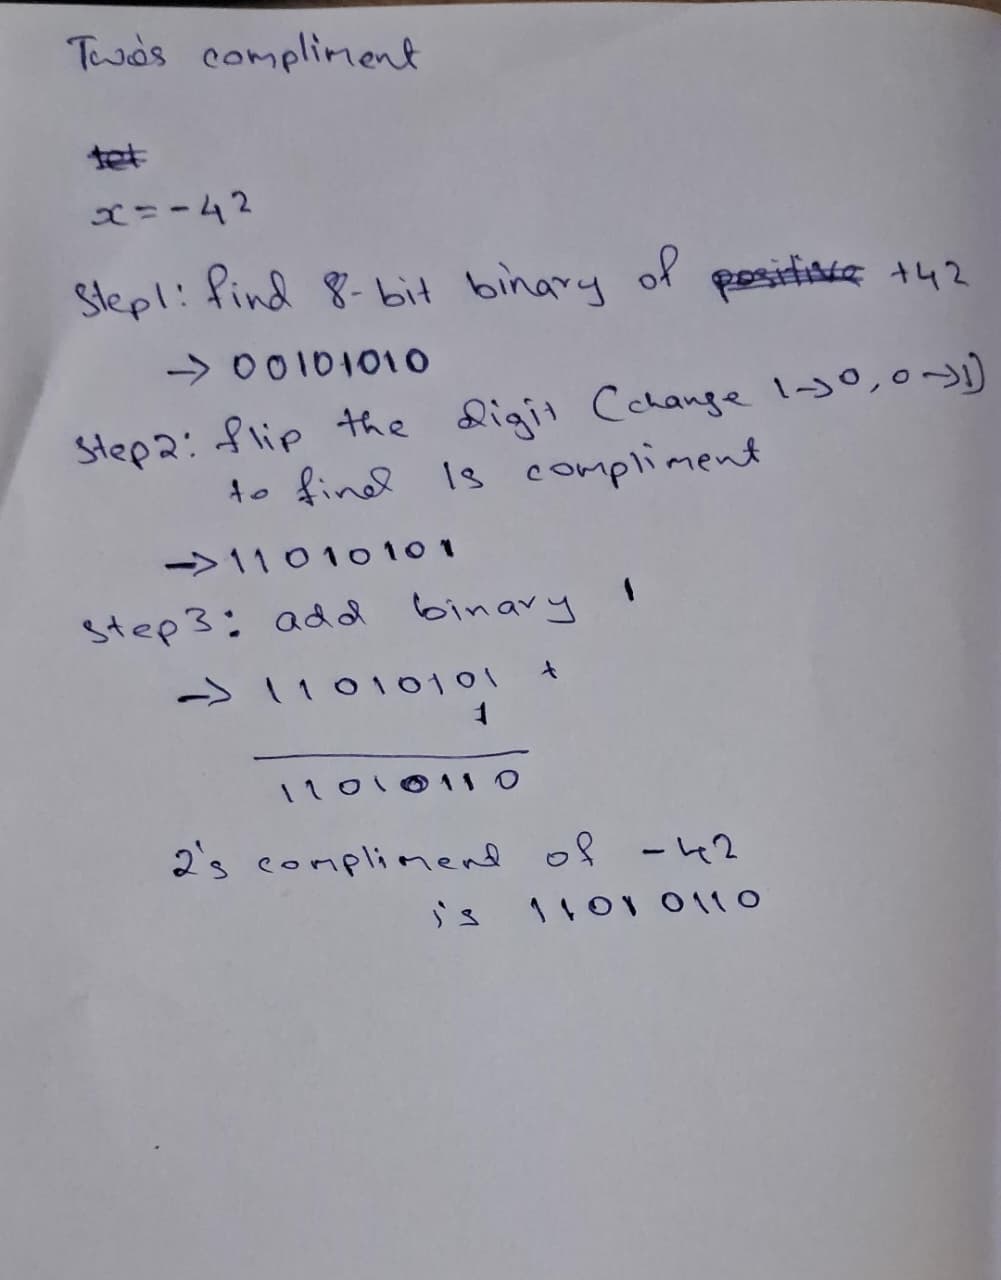 Two's compliment
x = -42
Step1: find 8-bit binary of +42
→ 00101010
Step2: flip the digit (change 1→0, 0→1)
to find 1s compliment
→ 11010101
Step3: add binary 1
→ 11010101 +
1
11010110
2's compliment of -42
is 11010110